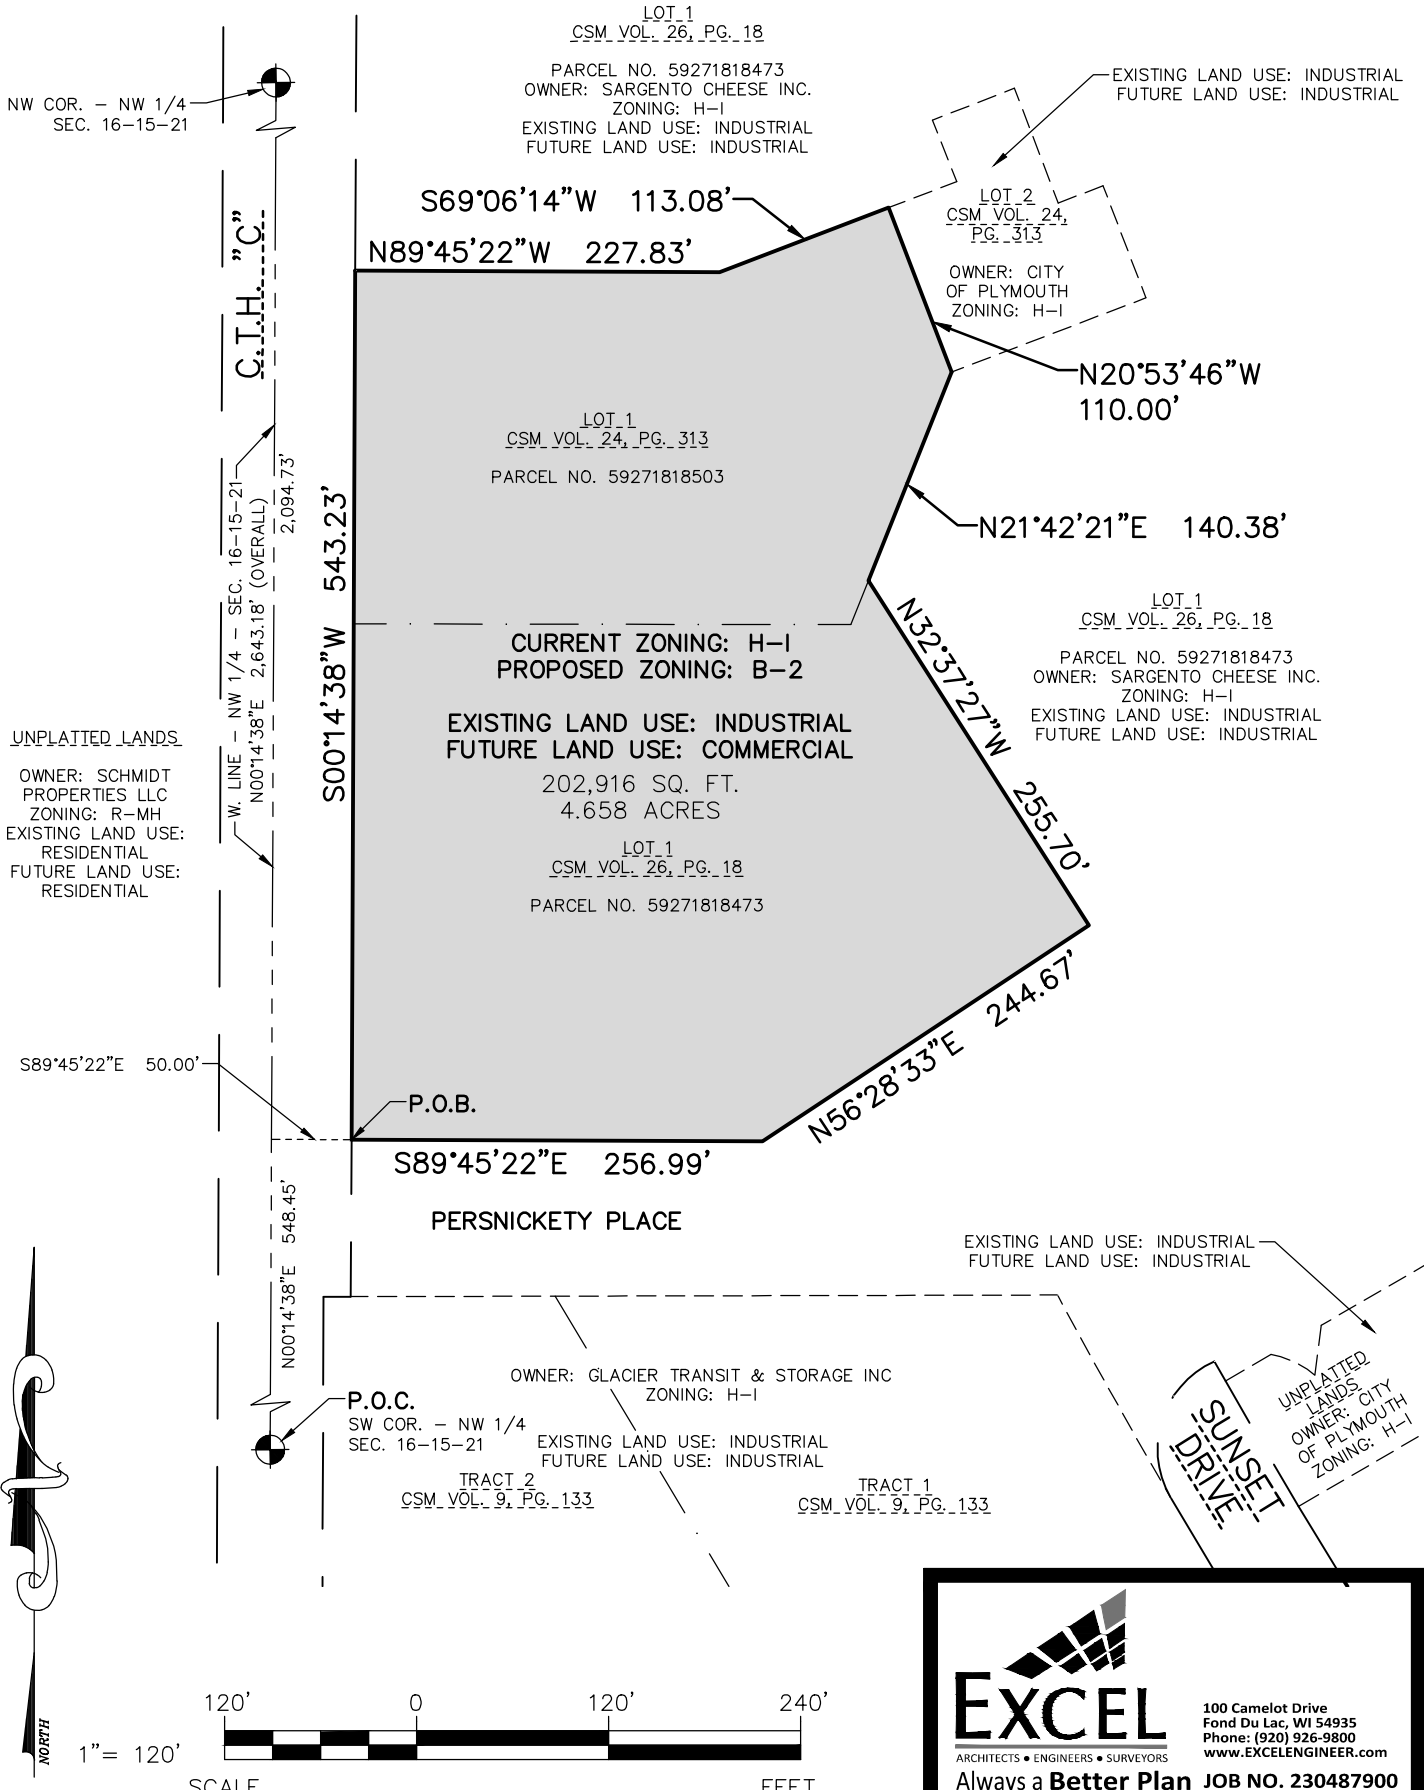 LOT 1
CSM VOL. 26, PG. 18
PARCEL NO. 59271818473
OWNER: SARGENTO CHEESE INC.
ZONING: H-I
EXISTING LAND USE: INDUSTRIAL
FUTURE LAND USE: INDUSTRIAL
EXISTING LAND USE: INDUSTRIAL
FUTURE LAND USE: INDUSTRIAL
NW COR. - NW 1/4
SEC. 16-15-21
S69°06'14"W 113.08'
N89°45'22"W 227.83'
LOT 2
CSM VOL. 24,
PG. 313
OWNER: CITY
OF PLYMOUTH
ZONING: H-I
C.T.H. "C"
N20°53'46"W
110.00'
LOT 1
CSM VOL. 24, PG. 313
PARCEL NO. 59271818503
N21°42'21"E 140.38'
W. LINE - NW 1/4 - SEC. 16-15-21
N00°14'38"E 2,643.18' (OVERALL)
2,094.73'
S00°14'38"W 543.23'
CURRENT ZONING: H-I
PROPOSED ZONING: B-2
EXISTING LAND USE: INDUSTRIAL
FUTURE LAND USE: COMMERCIAL
202,916 SQ. FT.
4.658 ACRES
LOT 1
CSM VOL. 26, PG. 18
PARCEL NO. 59271818473
N32°37'27"W 255.70'
LOT 1
CSM VOL. 26, PG. 18
PARCEL NO. 59271818473
OWNER: SARGENTO CHEESE INC.
ZONING: H-I
EXISTING LAND USE: INDUSTRIAL
FUTURE LAND USE: INDUSTRIAL
UNPLATTED LANDS
OWNER: SCHMIDT
PROPERTIES LLC
ZONING: R-MH
EXISTING LAND USE:
RESIDENTIAL
FUTURE LAND USE:
RESIDENTIAL
N56°28'33"E 244.67'
S89°45'22"E 50.00'
P.O.B.
S89°45'22"E 256.99'
PERSNICKETY PLACE
N00°14'38"E 548.45'
EXISTING LAND USE: INDUSTRIAL
FUTURE LAND USE: INDUSTRIAL
OWNER: GLACIER TRANSIT & STORAGE INC
ZONING: H-I
P.O.C.
SW COR. - NW 1/4
SEC. 16-15-21
EXISTING LAND USE: INDUSTRIAL
FUTURE LAND USE: INDUSTRIAL
TRACT 2
CSM VOL. 9, PG. 133
TRACT 1
CSM VOL. 9, PG. 133
SUNSET
DRIVE
UNPLATTED
LANDS
OWNER: CITY
OF PLYMOUTH
ZONING: H-I
NORTH
1"= 120'
120' 0 120' 240'
SCALE FEET
EXCEL
ARCHITECTS • ENGINEERS • SURVEYORS
Always a Better Plan
100 Camelot Drive
Fond Du Lac, WI 54935
Phone: (920) 926-9800
www.EXCELENGINEER.com
JOB NO. 230487900